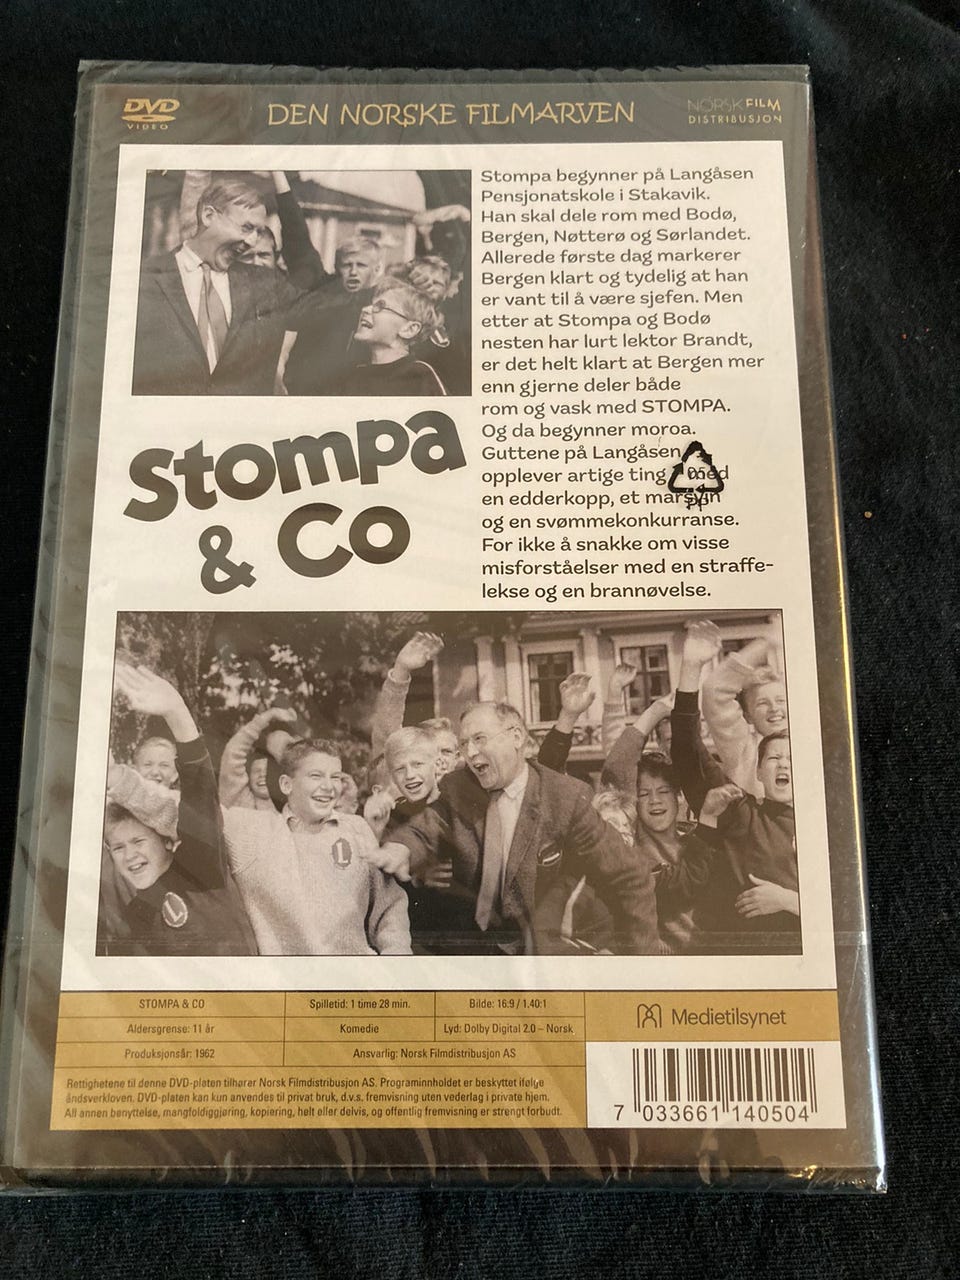 DVD
VIDEO
DEN NORSKE FILMARVEN
NORSKFILM
DISTRIBUSJON
Stompa begynner på Langåsen
Pensjonatskole i Stakavik.
Han skal dele rom med Bodø,
Bergen, Nøtterø og Sørlandet.
Allerede første dag markerer
Bergen klart og tydelig at han
er vant til å være sjefen. Men
etter at Stompa og Bodø
nesten har lurt lektor Brandt,
er det helt klart at Bergen mer
enn gjerne deler både
rom og vask med STOMPA.
Og da begynner moroa.
Guttene på Langåsen
opplever artige ting med
en edderkopp, et marsvin
og en svømmekonkurranse.
For ikke å snakke om visse
misforståelser med en straffe-
lekse og en brannøvelse.
05
PP
Stompa
& Co
L
L
STOMPA & CO
Spilletid: 1 time 28 min.
Bilde: 16:9 / 1.40:1
Aldersgrense: 11 år
Komedie
Lyd: Dolby Digital 2.0 – Norsk
Produksjonsår: 1962
Ansvarlig: Norsk Filmdistribusjon AS
Medietilsynet
Rettighetene til denne DVD-platen tilhører Norsk Filmdistribusjon AS. Programinnholdet er beskyttet ifølge
åndsverkloven. DVD-platen kan kun anvendes til privat bruk, d.v.s. fremvisning uten vederlag i private hjem.
All annen benyttelse, mangfoldiggjøring, kopiering, helt eller delvis, og offentlig fremvisning er strengt forbudt.
7 033661 140504